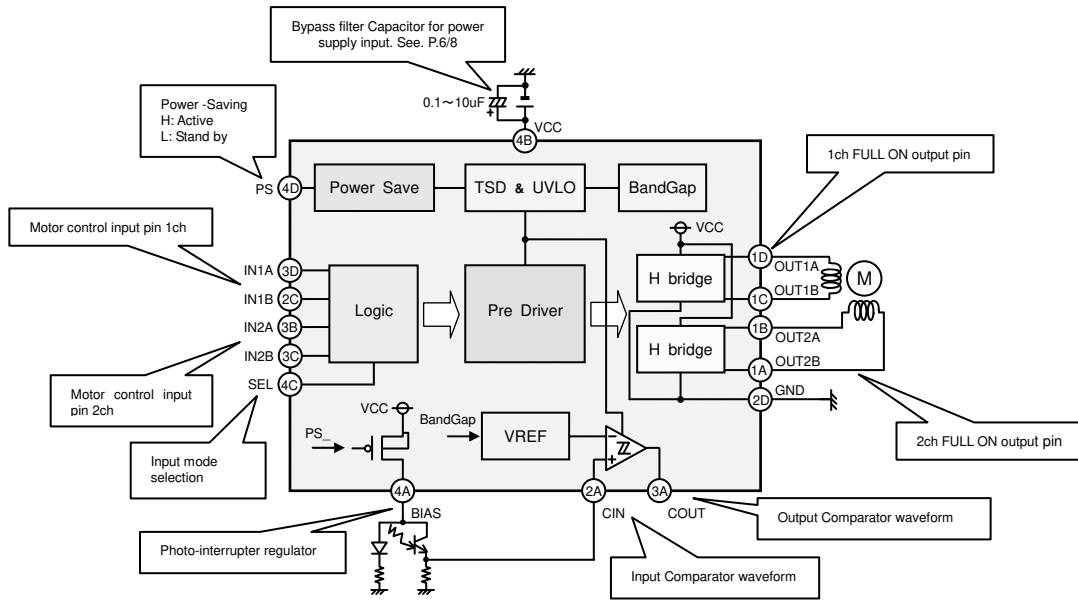 Bypass filter Capacitor for power
supply input. See. P.6/8
0.1～10uF
+
VCC
4B
Power -Saving
H: Active
L: Stand by
PS
4D
Power Save
TSD & UVLO
BandGap
1ch FULL ON output pin
Motor control input pin 1ch
VCC
IN1A
3D
IN1B
2C
IN2A
3B
IN2B
3C
SEL
4C
Logic
Pre Driver
H bridge
H bridge
1D
OUT1A
OUT1B
1C
M
1B
OUT2A
OUT2B
1A
GND
2D
Motor control input
pin 2ch
Input mode
selection
VCC
PS_
BandGap
VREF
−
+
2ch FULL ON output pin
4A
BIAS
2A
CIN
3A
COUT
Output Comparator waveform
Photo-interrupter regulator
Input Comparator waveform